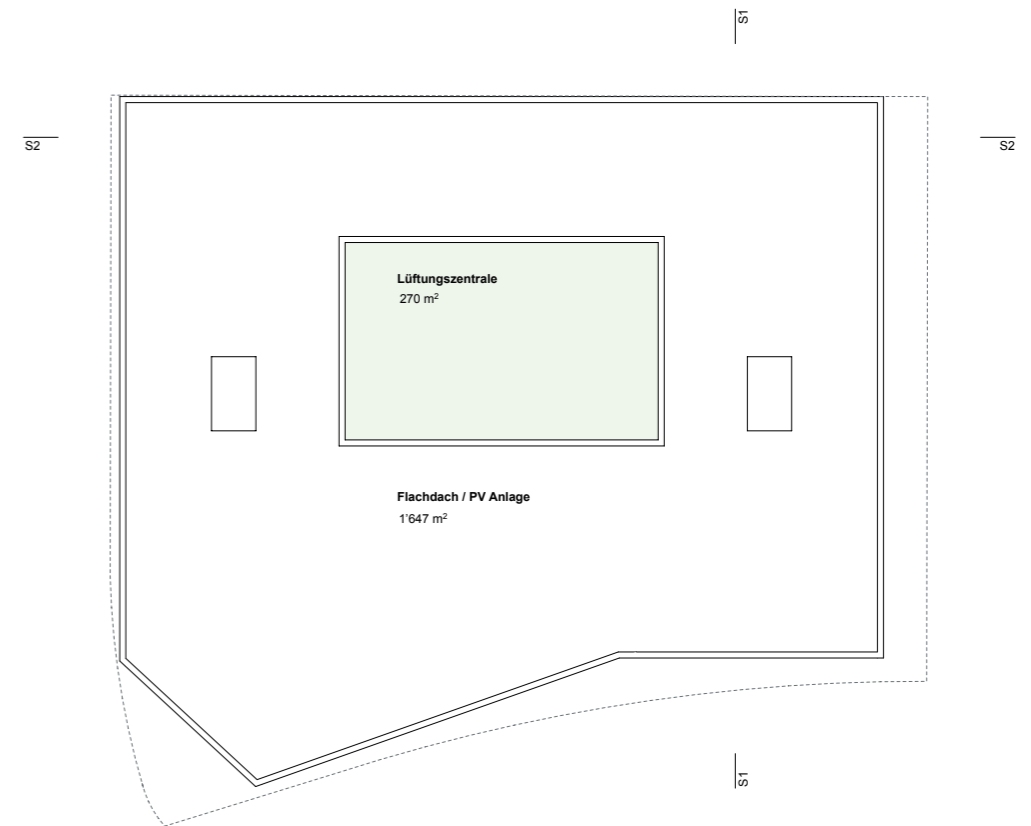 S1
S2
S2
Lüftungszentrale
270 m²
Flachdach / PV Anlage
1'647 m²
S1